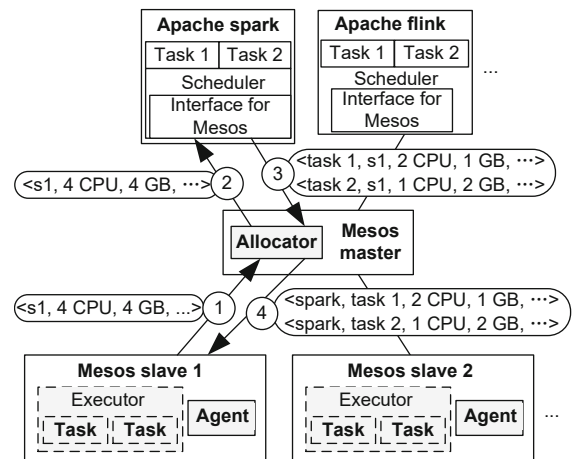 Apache spark
Task 1 Task 2
Scheduler
Interface for
Mesos
Apache flink
Task 1 Task 2
Scheduler
Interface for
Mesos
...
<s1, 4 CPU, 4 GB, ···>
2
3
<task 1, s1, 2 CPU, 1 GB, ···>
<task 2, s1, 1 CPU, 2 GB, ···>
Allocator
Mesos
master
<s1, 4 CPU, 4 GB, ...>
1
4
<spark, task 1, 2 CPU, 1 GB, ···>
<spark, task 2, 1 CPU, 2 GB, ···>
Mesos slave 1
Executor
Task Task
Agent
Mesos slave 2
Executor
Task Task
Agent
...